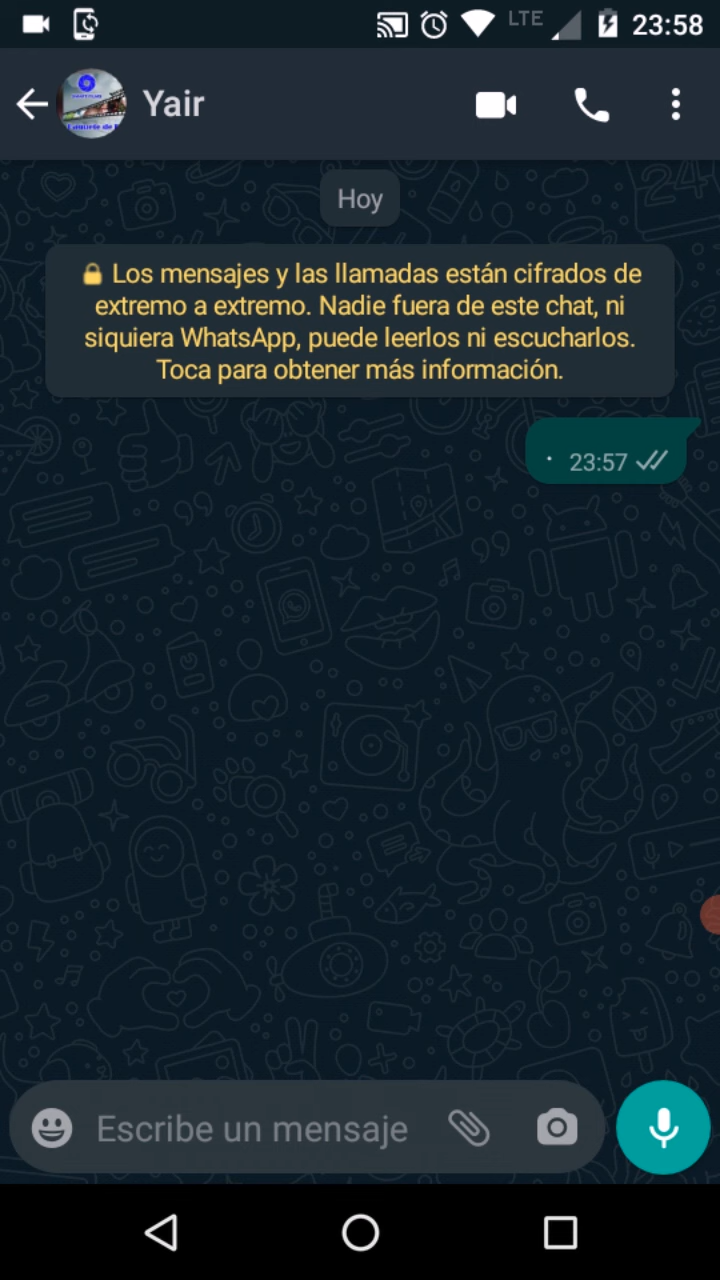 LTE 23:58
Yair
Hoy
🔒 Los mensajes y las llamadas están cifrados de
extremo a extremo. Nadie fuera de este chat, ni
siquiera WhatsApp, puede leerlos ni escucharlos.
Toca para obtener más información.
. 23:57
Escribe un mensaje